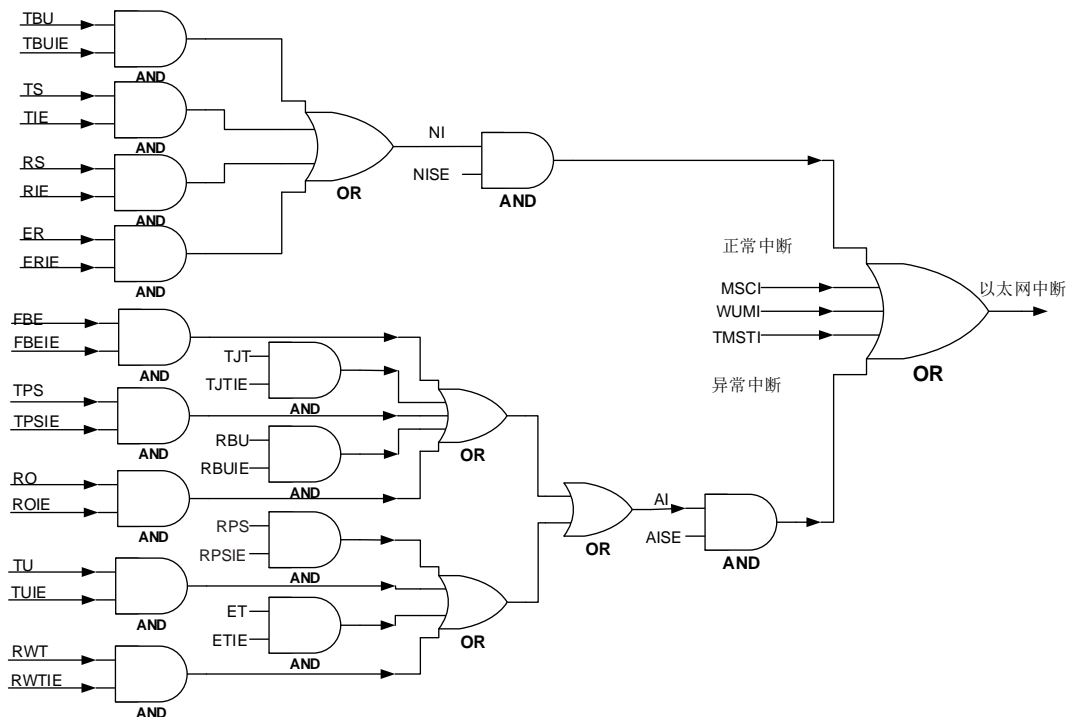 TBU
TBUIE
AND
TS
TIE
AND
RS
RIE
AND
ER
ERIE
AND
OR
NI
NISE
AND
正常中断
MSCI
WUMI
TMSTI
异常中断
OR
以太网中断
FBE
FBEIE
AND
TJT
TJTIE
AND
TPS
TPSIE
AND
RBU
RBUIE
AND
OR
RO
ROIE
AND
RPS
RPSIE
AND
OR
AI
AISE
AND
TU
TUIE
AND
ET
ETIE
AND
OR
RWT
RWTIE
AND